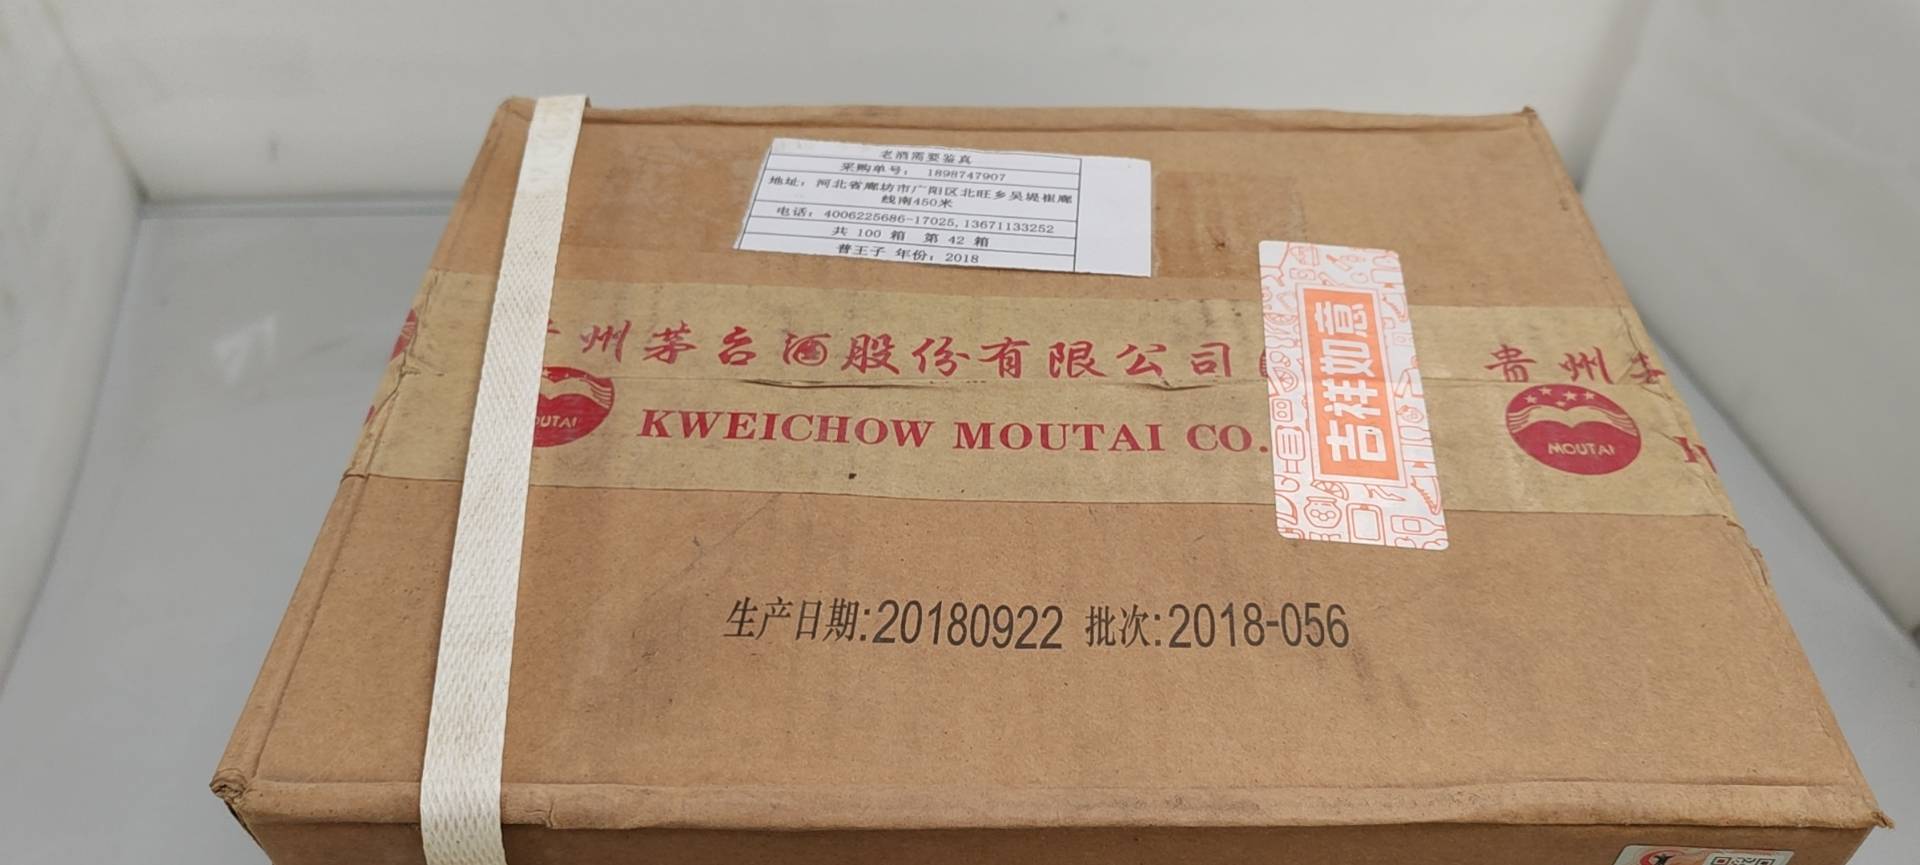 老酒需要鉴真
采购单号： 1898747907
地址：河北省廊坊市广阳区北旺乡吴堤崔廊
线南450米
电话：4006225686-17025,13671133252
共 100 箱 第 42 箱
普王子 年份：2018
州茅台酒股份有限公司
贵州茅
MOUTAI
KWEICHOW MOUTAI CO.
MOUTAI
吉祥如意
生产日期:20180922 批次:2018-056